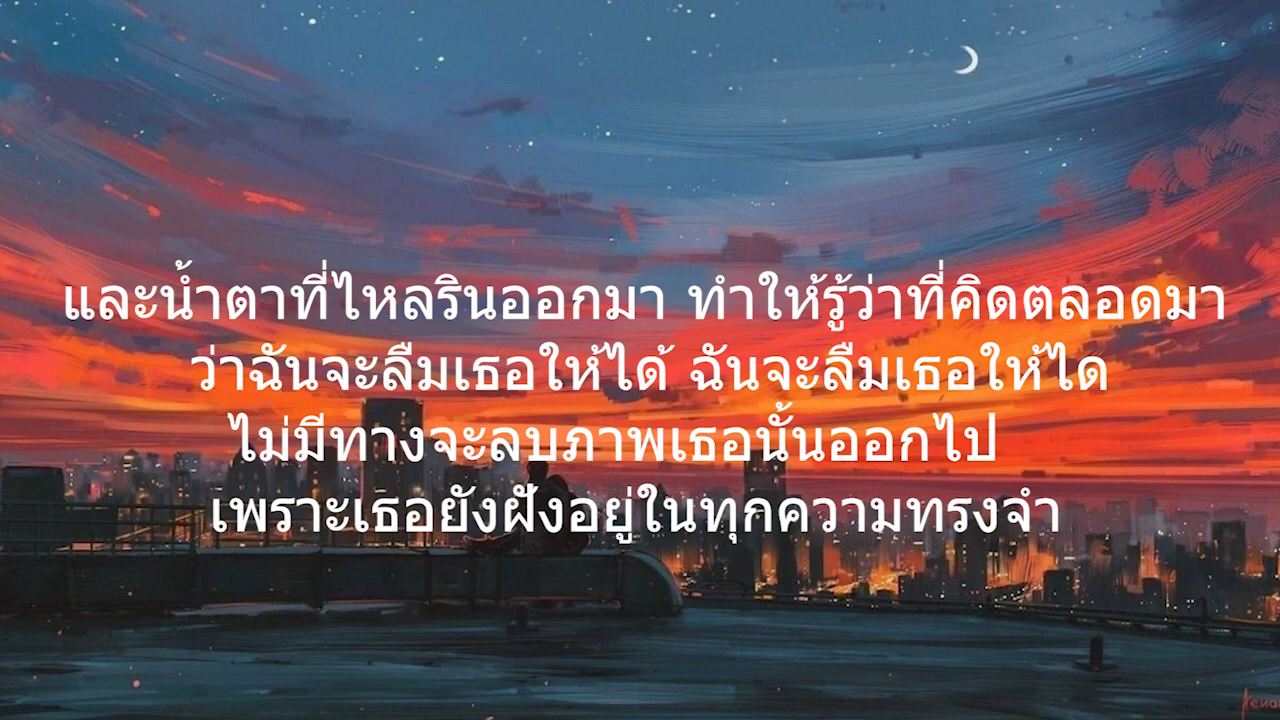 และน้ำตาที่ไหลรินออกมา ทำให้รู้ว่าที่คิดตลอดมา
ว่าฉันจะลืมเธอให้ได้ ฉันจะลืมเธอให้ได
ไม่มีทางจะลบภาพเธอนั้นออกไป
เพราะเธอยังฝังอยู่ในทุกความทรงจำ